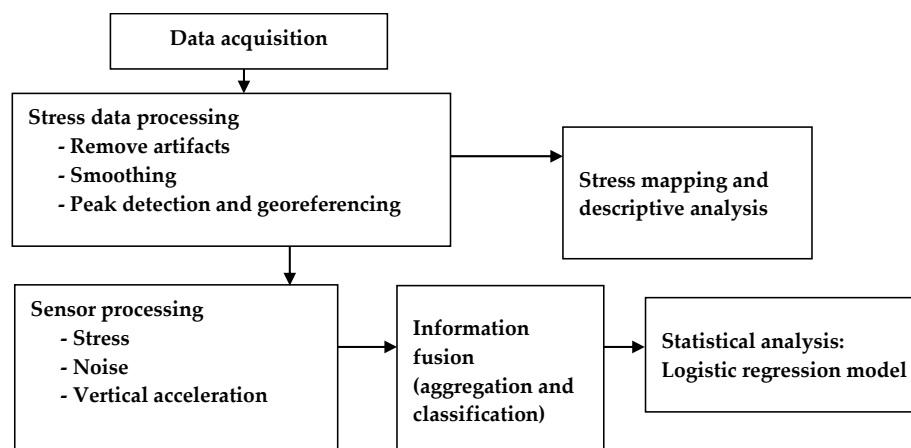 Data acquisition
Stress data processing
- Remove artifacts
- Smoothing
- Peak detection and georeferencing
Stress mapping and
descriptive analysis
Sensor processing
- Stress
- Noise
- Vertical acceleration
Information
fusion
(aggregation and
classification)
Statistical analysis:
Logistic regression model